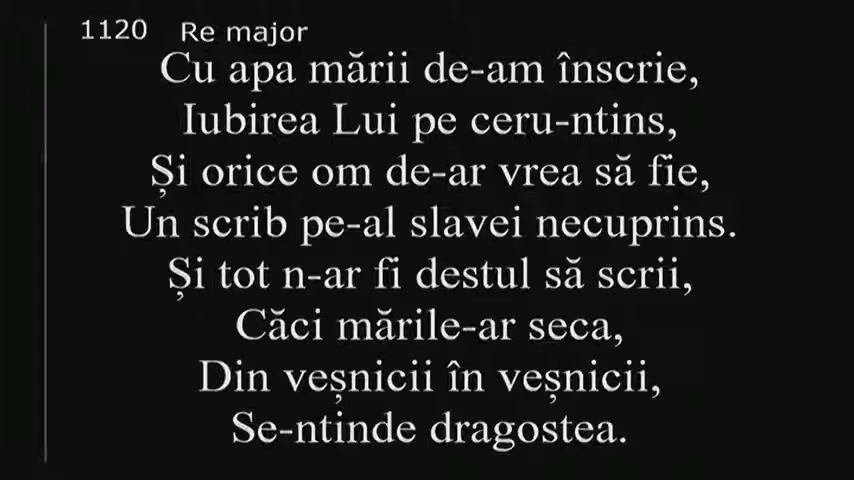 1120 Re major
Cu apa mării de-am înscrie,
Iubirea Lui pe ceru-ntins,
Și orice om de-ar vrea să fie,
Un scrib pe-al slavei necuprins.
Și tot n-ar fi destul să scrii,
Căci mările-ar seca,
Din veșnicii în veșnicii,
Se-ntinde dragostea.